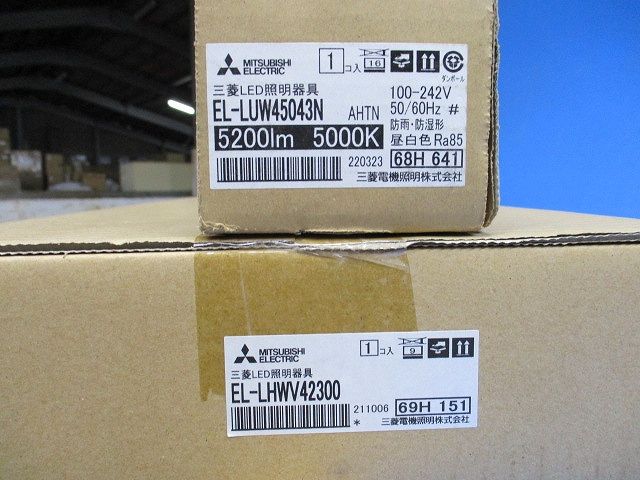 MITSUBISHI ELECTRIC
1 コ入 16 ダンボール
三菱LED照明器具
EL-LUW45043N AHTN
5200lm 5000K
100-242V
50/60Hz #
防雨・防湿形
昼白色 Ra85
220323 68H 641
三菱電機照明株式会社
MITSUBISHI ELECTRIC
1 コ入 9
三菱LED照明器具
EL-LHWV42300
211006 69H 151
* 三菱電機照明株式会社